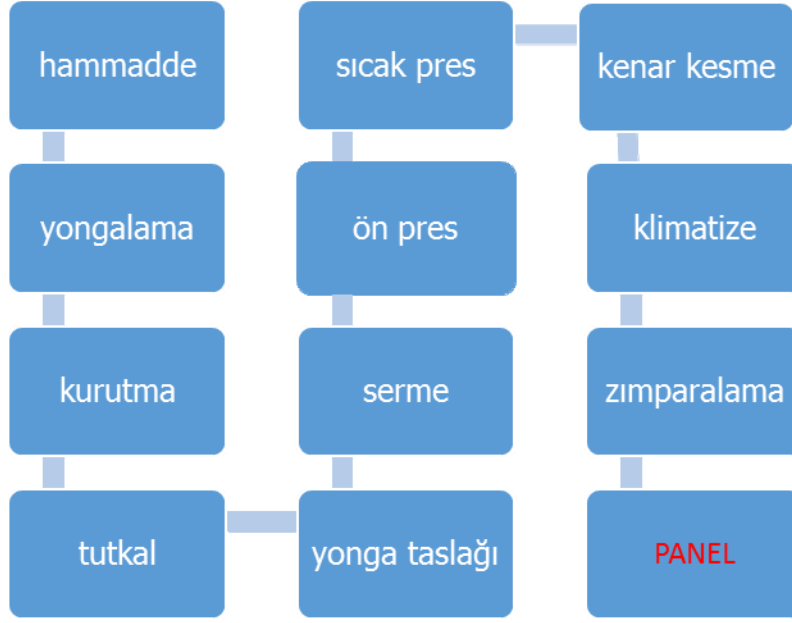 hammadde
yongalama
kurutma
tutkal
yonga taslağı
serme
ön pres
sıcak pres
kenar kesme
klimatize
zımparalama
PANEL